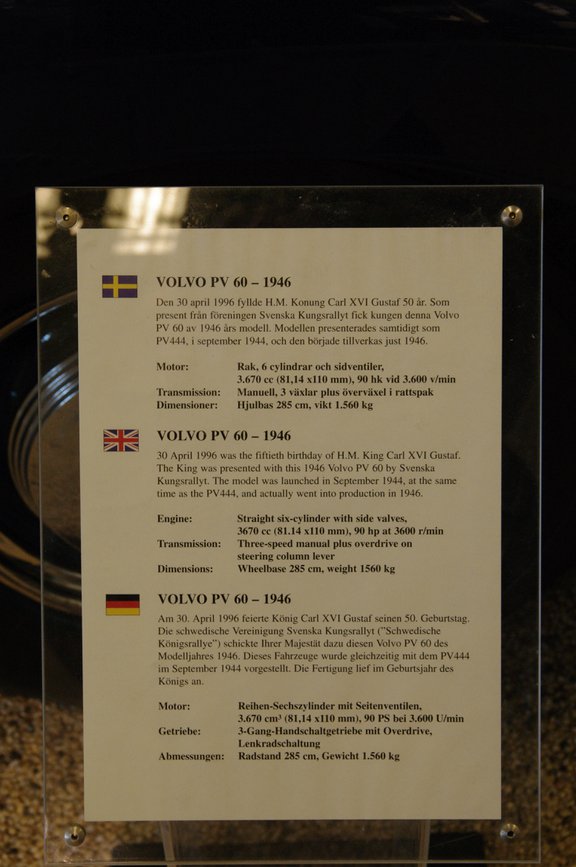 VOLVO PV 60 – 1946
Den 30 april 1996 fyllde H.M. Konung Carl XVI Gustaf 50 år. Som
present från föreningen Svenska Kungsrallyt fick kungen denna Volvo
PV 60 av 1946 års modell. Modellen presenterades samtidigt som
PV444, i september 1944, och den började tillverkas just 1946.
Motor: Rak, 6 cylindrar och sidventiler,
3.670 cc (81,14 x110 mm), 90 hk vid 3.600 v/min
Transmission: Manuell, 3 växlar plus överväxel i rattspak
Dimensioner: Hjulbas 285 cm, vikt 1.560 kg
VOLVO PV 60 – 1946
30 April 1996 was the fiftieth birthday of H.M. King Carl XVI Gustaf.
The King was presented with this 1946 Volvo PV 60 by Svenska
Kungsrallyt. The model was launched in September 1944, at the same
time as the PV444, and actually went into production in 1946.
Engine: Straight six-cylinder with side valves,
3670 cc (81.14 x110 mm), 90 hp at 3600 r/min
Transmission: Three-speed manual plus overdrive on
steering column lever
Dimensions: Wheelbase 285 cm, weight 1560 kg
VOLVO PV 60 – 1946
Am 30. April 1996 feierte König Carl XVI Gustaf seinen 50. Geburtstag.
Die schwedische Vereinigung Svenska Kungsrallyt ("Schwedische
Königsrallye") schickte Ihrer Majestät dazu diesen Volvo PV 60 des
Modelljahres 1946. Dieses Fahrzeuge wurde gleichzeitig mit dem PV444
im September 1944 vorgestellt. Die Fertigung lief im Geburtsjahr des
Königs an.
Motor: Reihen-Sechszylinder mit Seitenventilen,
3.670 cm³ (81,14 x110 mm), 90 PS bei 3.600 U/min
Getriebe: 3-Gang-Handschaltgetriebe mit Overdrive,
Lenkradschaltung
Abmessungen: Radstand 285 cm, Gewicht 1.560 kg